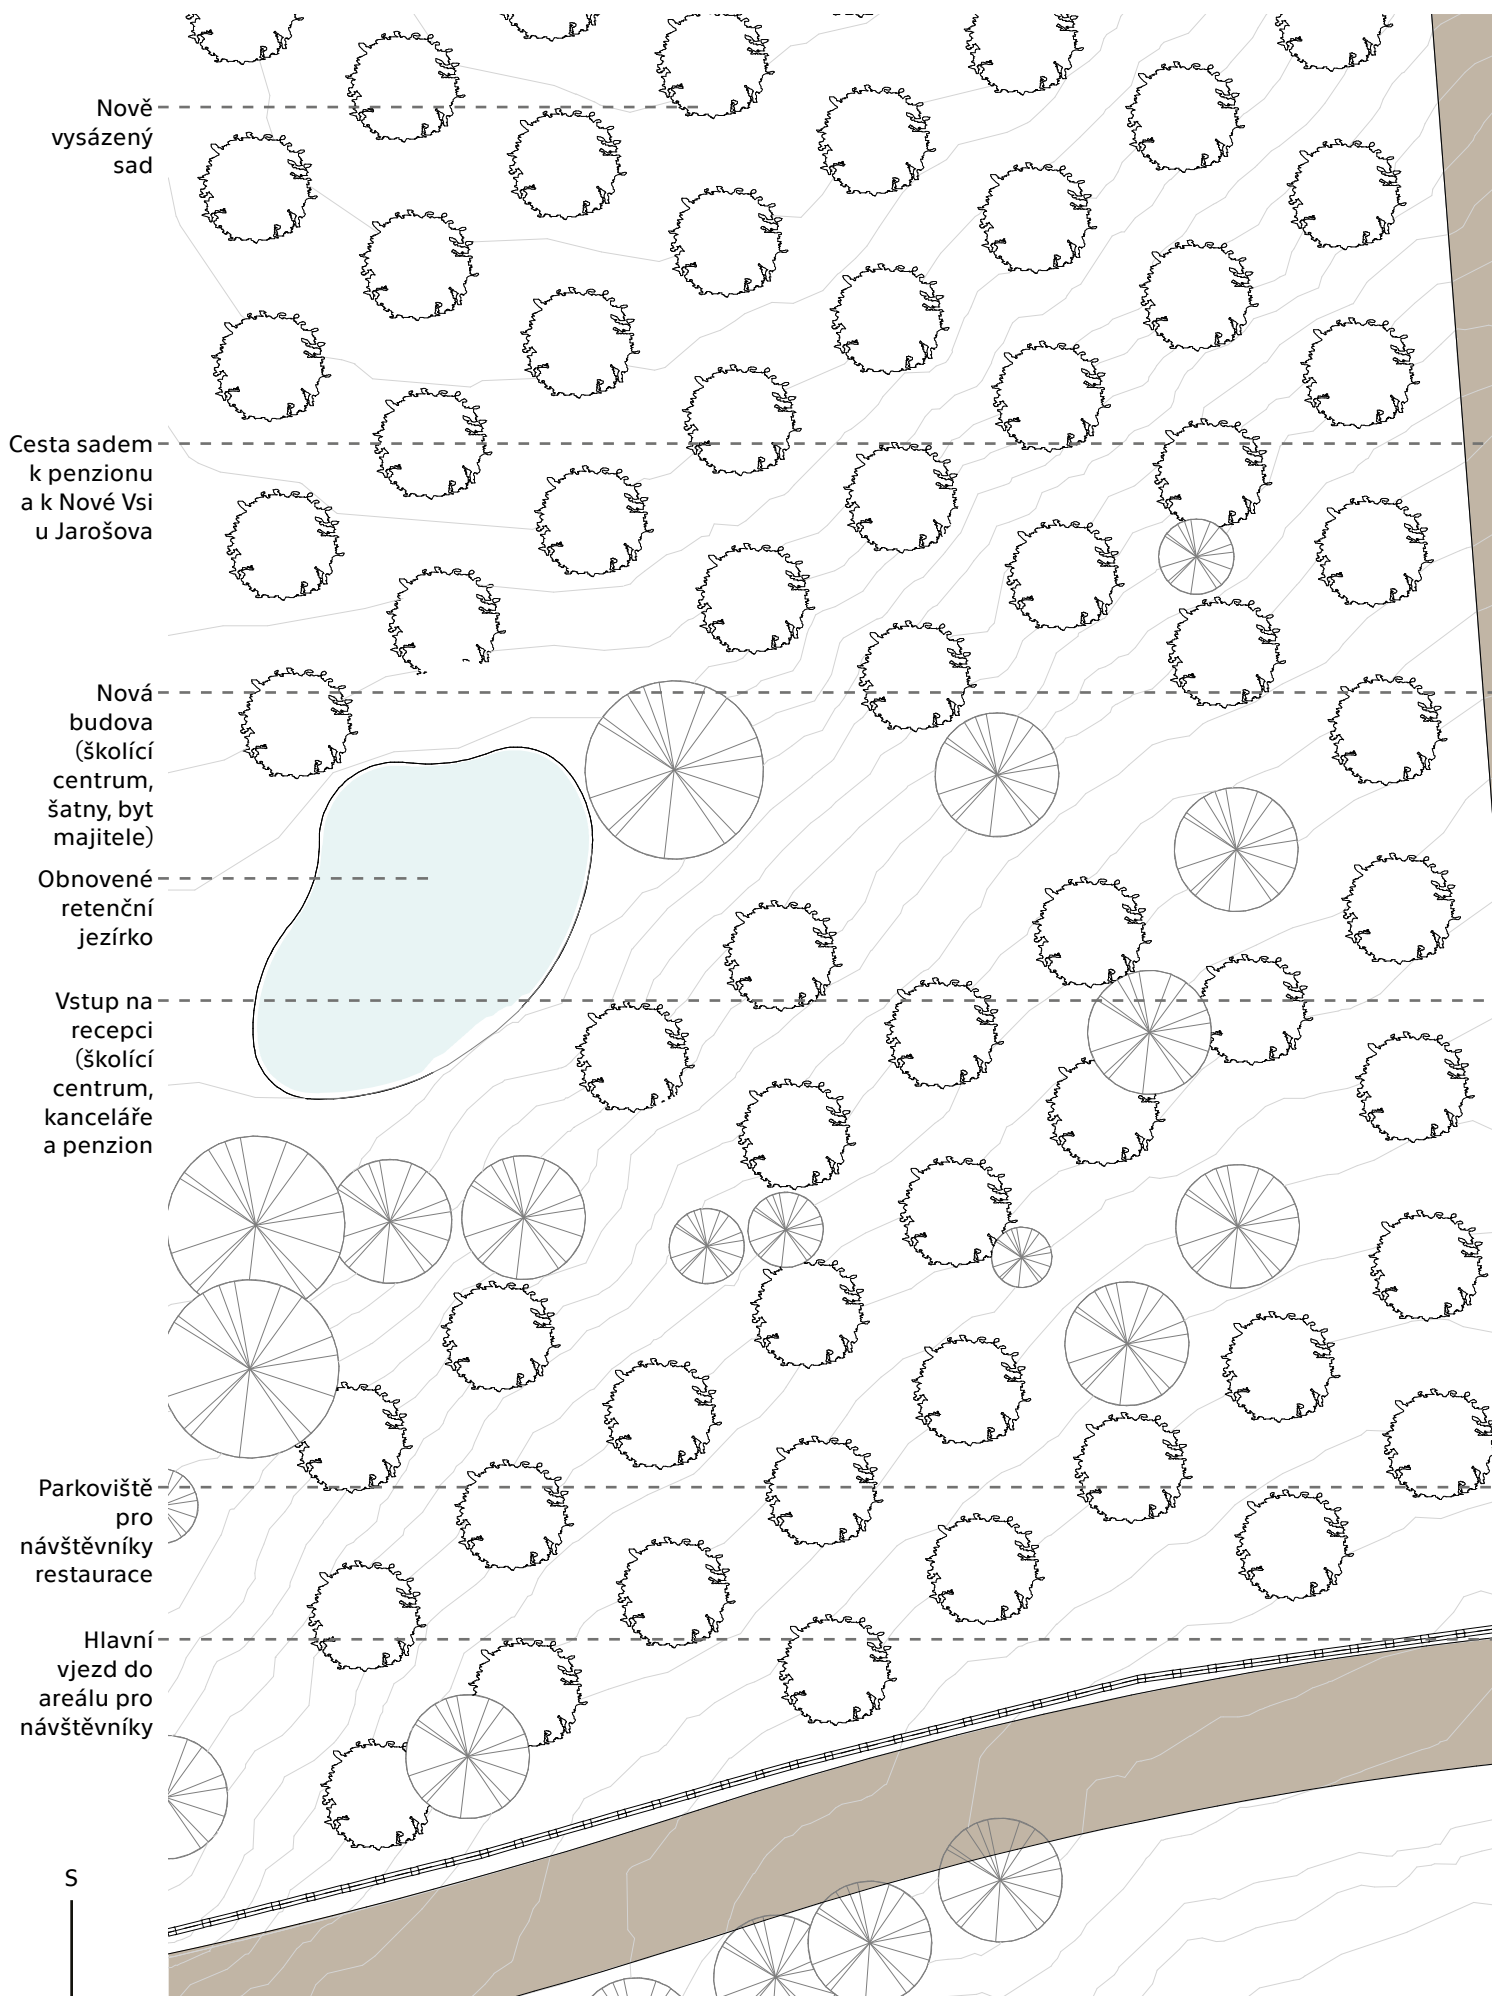 Nově
vysázený
sad
Cesta sadem
k penzionu
a k Nové Vsi
u Jarošova
Nová
budova
(školící
centrum,
šatny, byt
majitele)
Obnovené
retenční
jezírko
Vstup na
recepci
(školící
centrum,
kanceláře
a penzion
Parkoviště
pro
návštěvníky
restaurace
Hlavní
vjezd do
areálu pro
návštěvníky
S